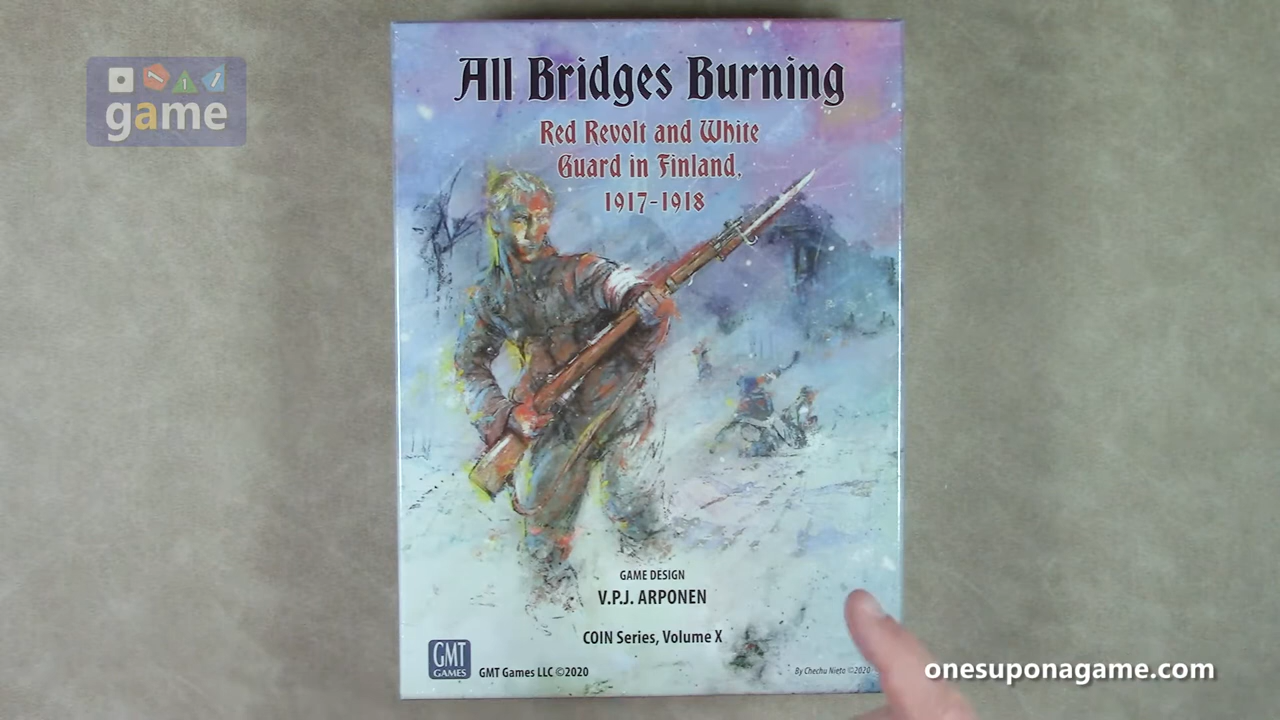 game
All Bridges Burning
Red Revolt and White
Guard in Finland,
1917-1918
GAME DESIGN
V.P.J. ARPONEN
COIN Series, Volume X
GMT
GAMES
GMT Games LLC ©2020
By Chechu Nieto ©2020
onesuponagame.com